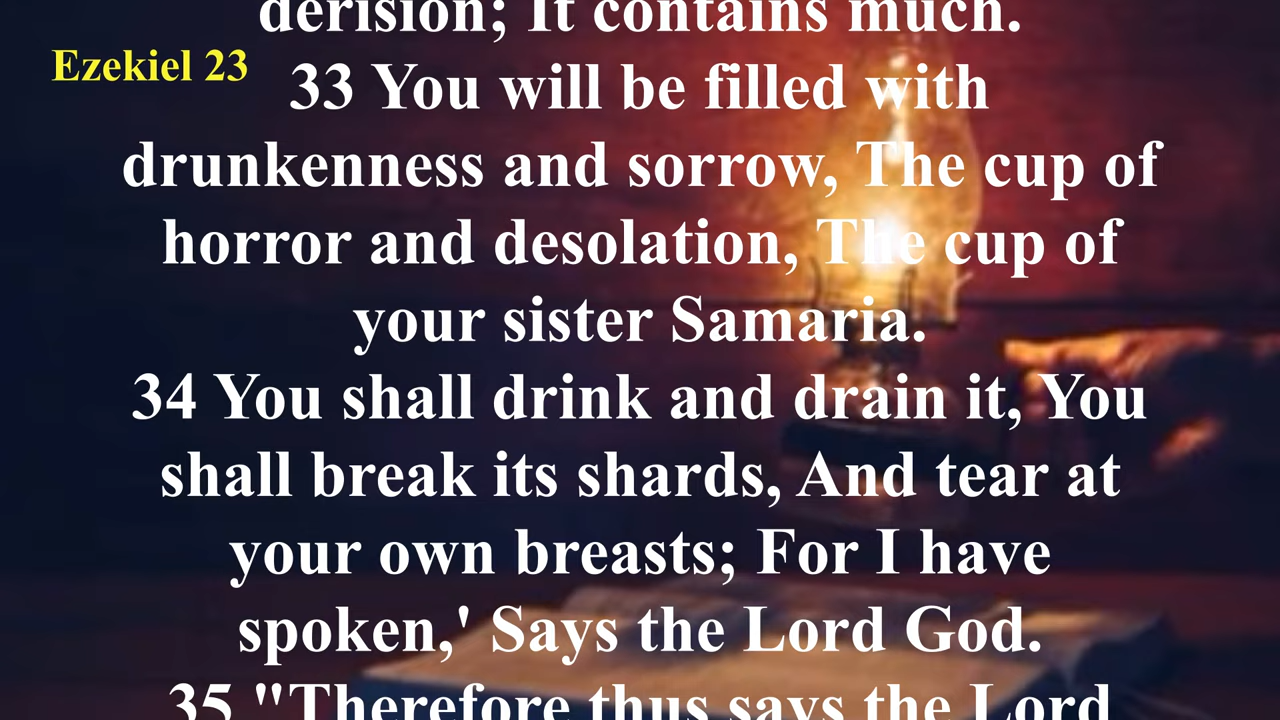 derision; It contains much.
Ezekiel 23
33 You will be filled with
drunkenness and sorrow, The cup of
horror and desolation, The cup of
your sister Samaria.
34 You shall drink and drain it, You
shall break its shards, And tear at
your own breasts; For I have
spoken,' Says the Lord God.
35 "Therefore thus says the Lord